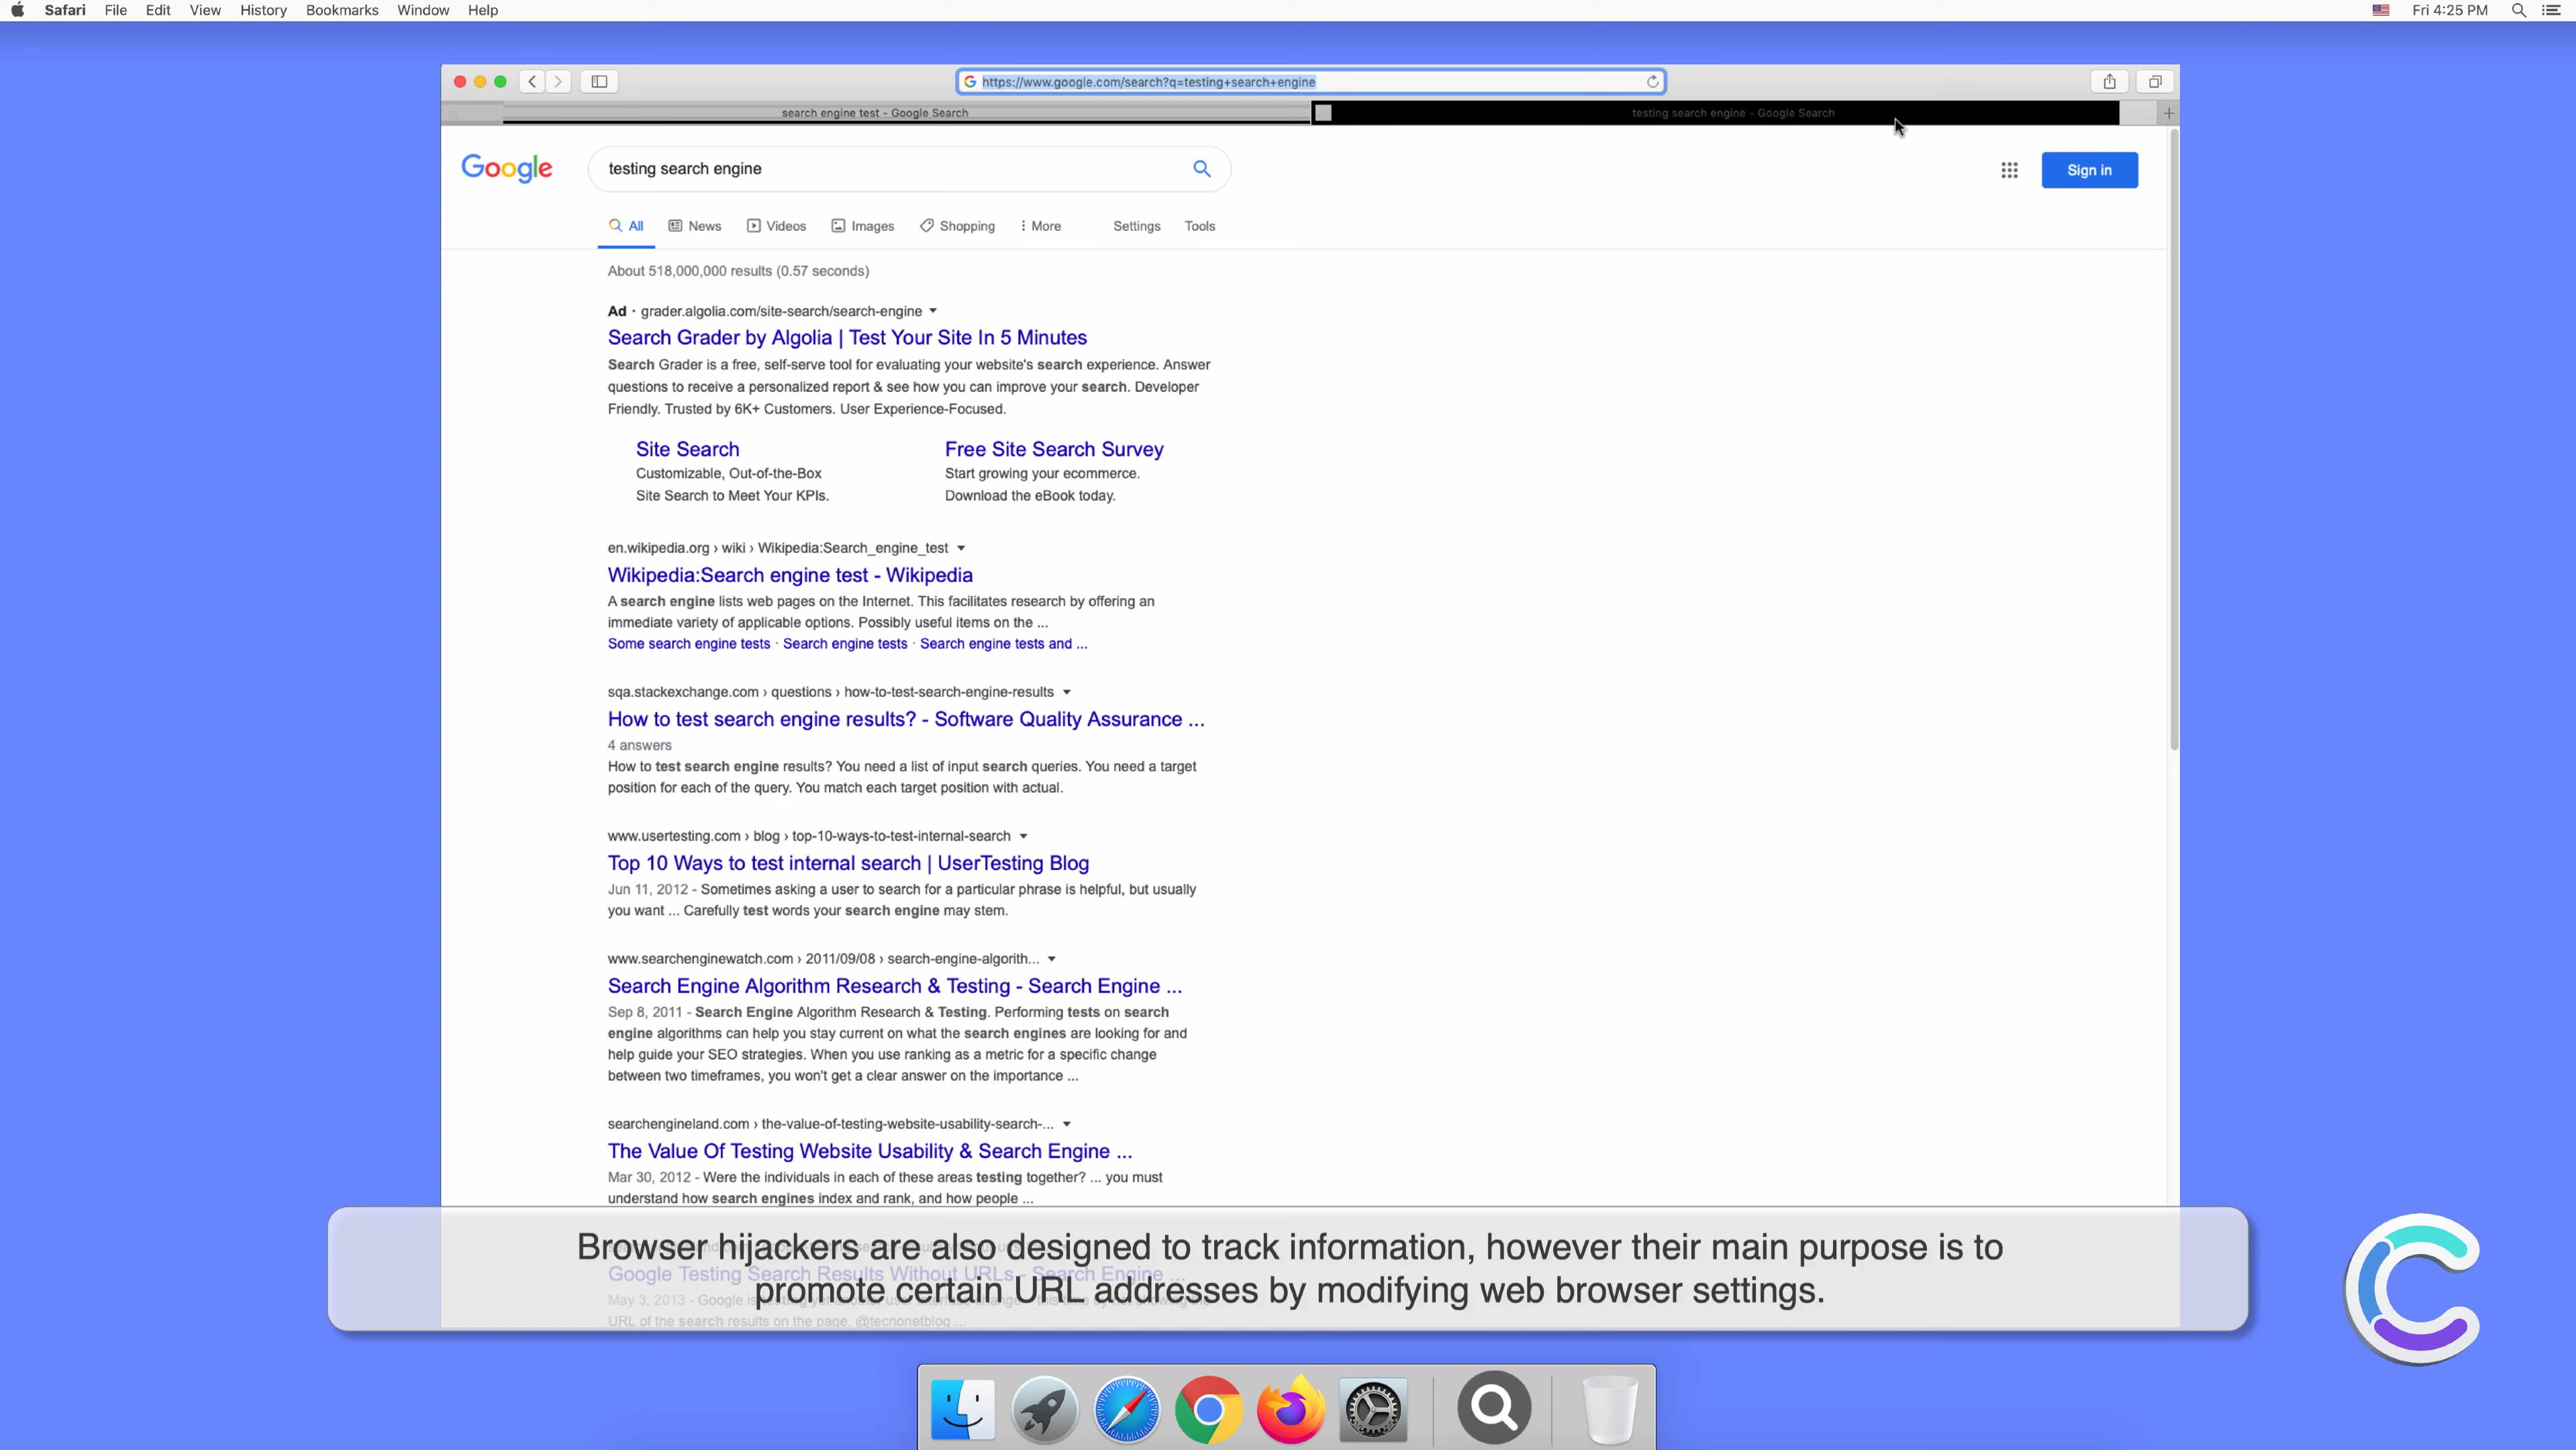 Safari File Edit View History Bookmarks Window Help Fri 4:25 PM
https://www.google.com/search?q=testing+search+engine
search engine test - Google Search
testing search engine - Google Search
Google
testing search engine
Sign in
All News Videos Images Shopping More Settings Tools
About 518,000,000 results (0.57 seconds)
Ad · grader.algolia.com/site-search/search-engine
Search Grader by Algolia | Test Your Site In 5 Minutes
Search Grader is a free, self-serve tool for evaluating your website's search experience. Answer
questions to receive a personalized report & see how you can improve your search. Developer
Friendly. Trusted by 6K+ Customers. User Experience-Focused.
Site Search
Customizable, Out-of-the-Box
Site Search to Meet Your KPIs.
Free Site Search Survey
Start growing your ecommerce.
Download the eBook today.
en.wikipedia.org › wiki › Wikipedia:Search_engine_test
Wikipedia:Search engine test - Wikipedia
A search engine lists web pages on the Internet. This facilitates research by offering an
immediate variety of applicable options. Possibly useful items on the ...
Some search engine tests · Search engine tests · Search engine tests and ...
sqa.stackexchange.com › questions › how-to-test-search-engine-results
How to test search engine results? - Software Quality Assurance ...
4 answers
How to test search engine results? You need a list of input search queries. You need a target
position for each of the query. You match each target position with actual.
www.usertesting.com › blog › top-10-ways-to-test-internal-search
Top 10 Ways to test internal search | UserTesting Blog
Jun 11, 2012 - Sometimes asking a user to search for a particular phrase is helpful, but usually
you want ... Carefully test words your search engine may stem.
www.searchenginewatch.com › 2011/09/08 › search-engine-algorith...
Search Engine Algorithm Research & Testing - Search Engine ...
Sep 8, 2011 - Search Engine Algorithm Research & Testing. Performing tests on search
engine algorithms can help you stay current on what the search engines are looking for and
help guide your SEO strategies. When you use ranking as a metric for a specific change
between two timeframes, you won't get a clear answer on the importance ...
searchengineland.com › the-value-of-testing-website-usability-search-...
The Value Of Testing Website Usability & Search Engine ...
Mar 30, 2012 - Were the individuals in each of these areas testing together? ... you must
understand how search engines index and rank, and how people ...
Browser hijackers are also designed to track information, however their main purpose is to
promote certain URL addresses by modifying web browser settings.
Google Testing Search Results Without URLs - Search Engine ...
May 3, 2013 - Google is
URL of the search results on the page. @tecnonetblog ...